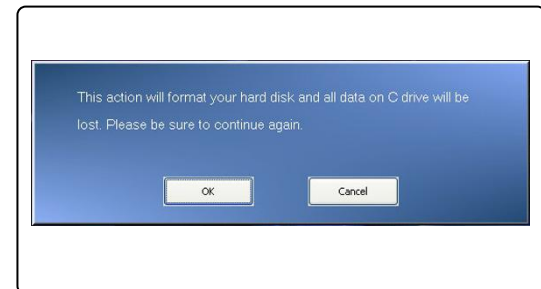 This action will format your hard disk and all data on C drive will be
lost. Please be sure to continue again.
OK
Cancel